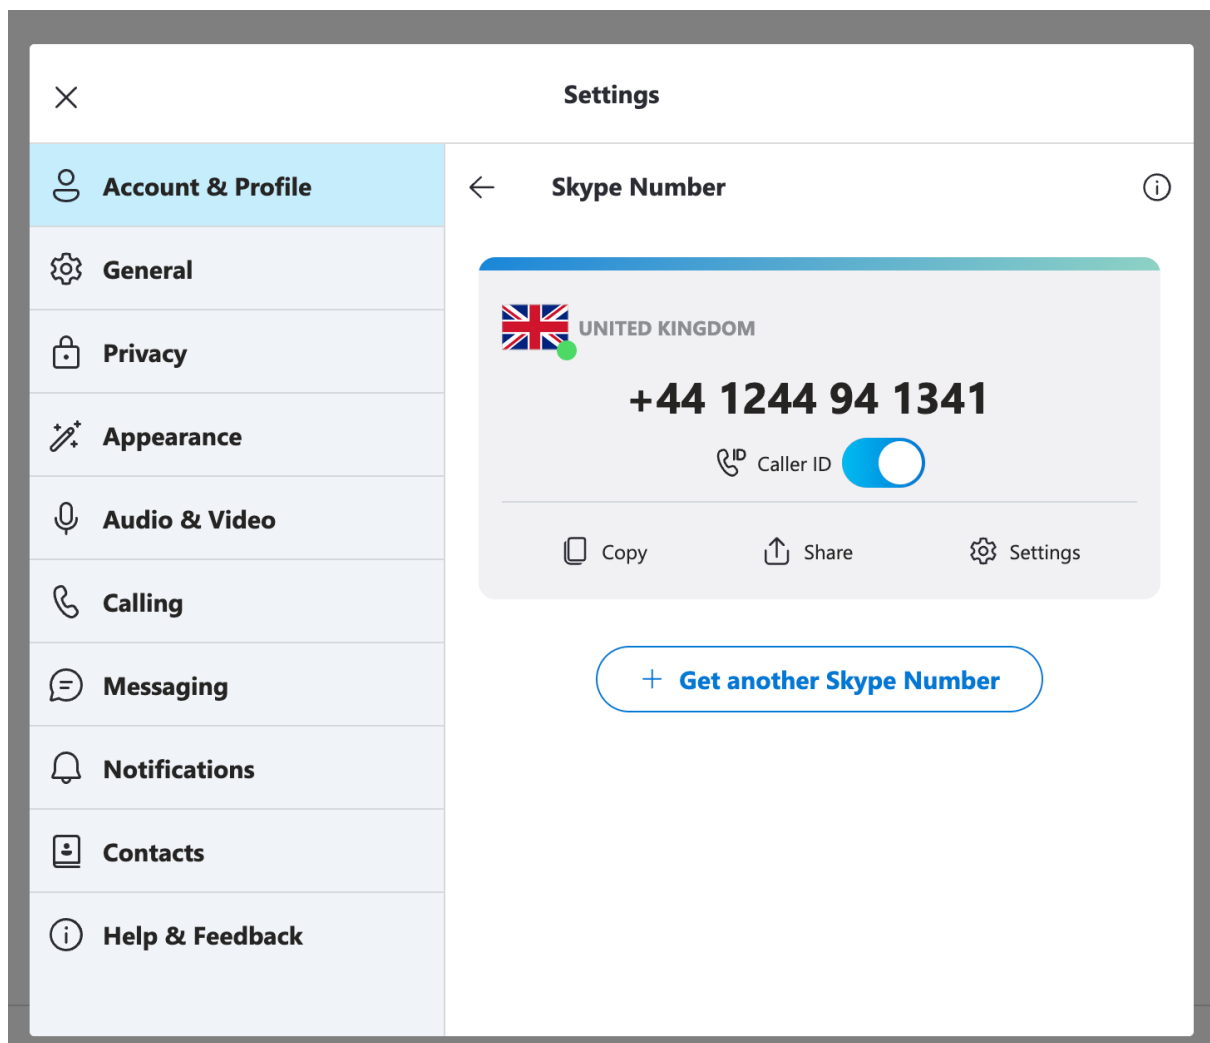 Settings
Account & Profile
General
Privacy
Appearance
Audio & Video
Calling
Messaging
Notifications
Contacts
Help & Feedback
Skype Number
UNITED KINGDOM
+44 1244 94 1341
ID Caller ID
Copy Share Settings
+ Get another Skype Number